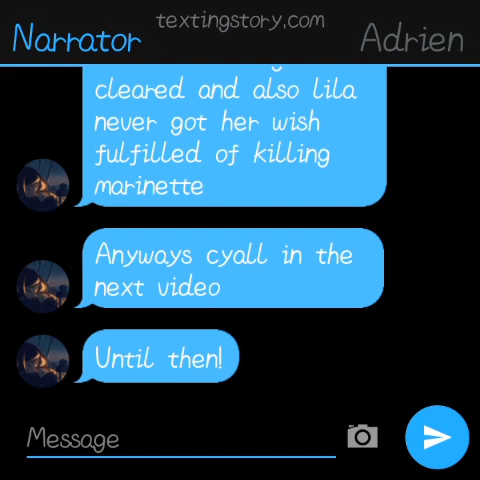 textingstory.com
Narrator
Adrien
cleared and also lila
never got her wish
fulfilled of killing
marinette
Anyways cyall in the
next video
Until then!
Message